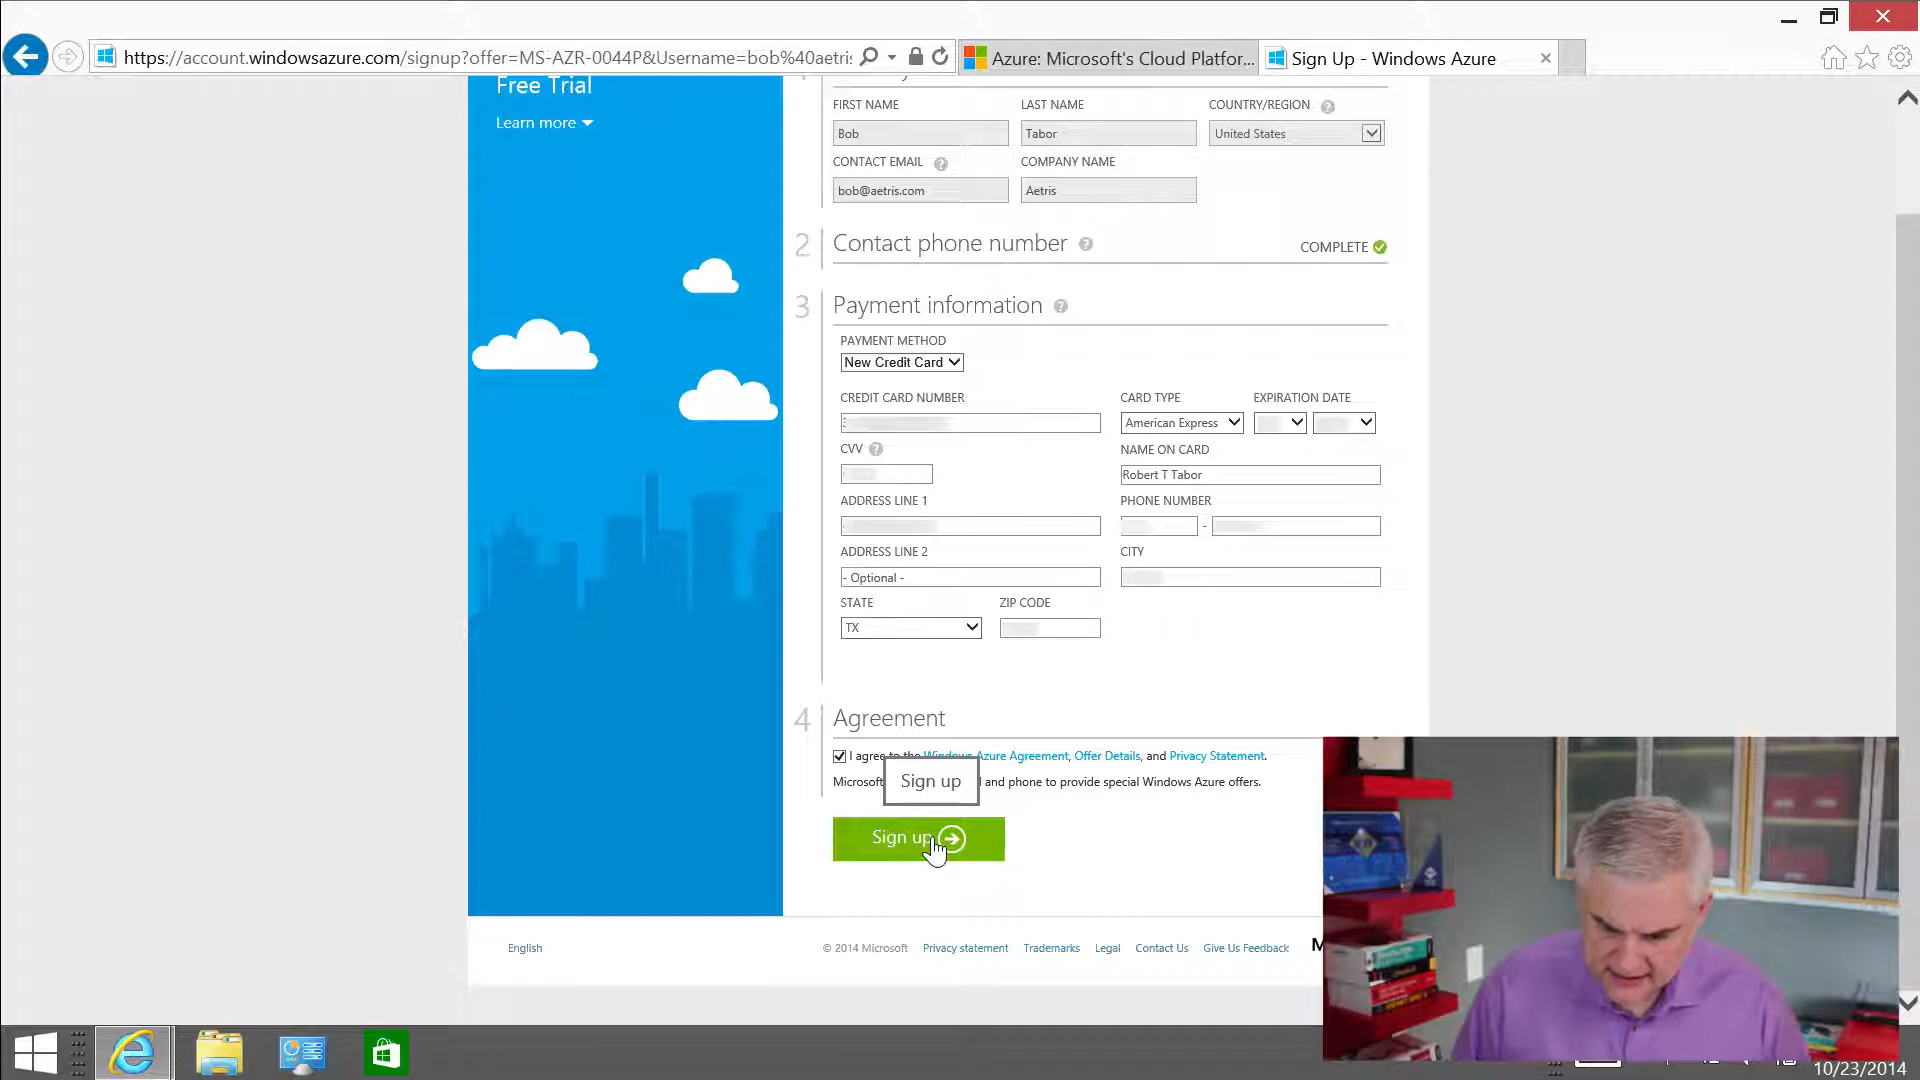 https://account.windowsazure.com/signup?offer=MS-AZR-0044P&Username=bob%40aetris
Azure: Microsoft's Cloud Platfor...
Sign Up - Windows Azure
Free Trial
Learn more
FIRST NAME
LAST NAME
COUNTRY/REGION
Bob
Tabor
United States
CONTACT EMAIL
COMPANY NAME
bob@aetris.com
Aetris
2
Contact phone number
COMPLETE
3
Payment information
PAYMENT METHOD
New Credit Card
CREDIT CARD NUMBER
CARD TYPE
EXPIRATION DATE
American Express
CVV
NAME ON CARD
Robert T Tabor
ADDRESS LINE 1
PHONE NUMBER
-
ADDRESS LINE 2
CITY
- Optional -
STATE
ZIP CODE
TX
4
Agreement
I agree to the Windows Azure Agreement, Offer Details, and Privacy Statement.
Microsoft and phone to provide special Windows Azure offers.
Sign up
Sign up
English
© 2014 Microsoft
Privacy statement
Trademarks
Legal
Contact Us
Give Us Feedback
M
10/23/2014